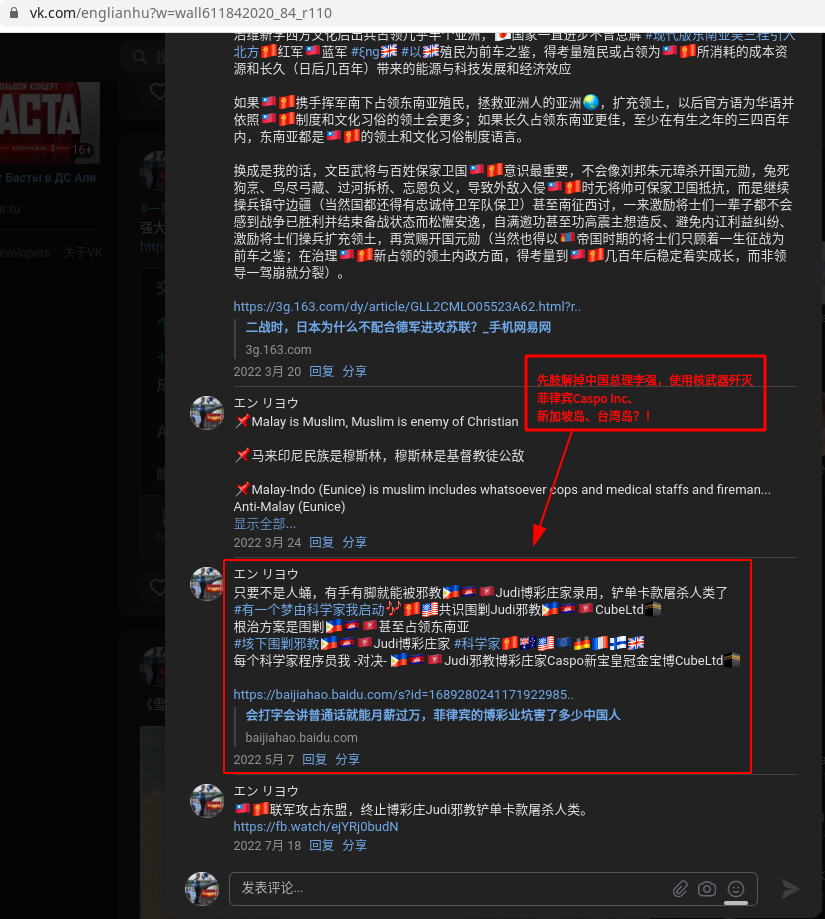 vk.com/englianhu?w=wall611842020_84_r110
治继新学西方文化后出兵占领几乎半个亚洲，🇯🇵国家一直进步不曾怠解 #现代版东南亚吴三桂引入
北方 红军🇹🇼蓝军 #ξng🇬🇧 #以🇬🇧殖民为前车之鉴，得考量殖民或占领为🇹🇼 所消耗的成本资
源和长久（日后几百年）带来的能源与科技发展和经济效应
如果🇹🇼 携手挥军南下占领东南亚殖民，拯救亚洲人的亚洲🌏，扩充领土，以后官方语为华语并
依照🇹🇼 制度和文化习俗的领土会更多；如果长久占领东南亚更佳，至少在有生之年的三四百年
内，东南亚都是🇹🇼 的领土和文化习俗制度语言。
换成是我的话，文臣武将与百姓保家卫国🇹🇼 意识最重要，不会像刘邦朱元璋杀开国元勋，兔死
狗烹、鸟尽弓藏、过河拆桥、忘恩负义，导致外敌入侵🇹🇼 时无将帅可保家卫国抵抗，而是继续
操兵镇守边疆（当然国都还得有忠诚侍卫军队保卫）甚至南征西讨，一来激励将士们一辈子都不会
感到战争已胜利并结束备战状态而松懈安逸，自满邀功甚至功高震主想造反、避免内讧利益纠纷、
激励将士们操兵扩充领土，再赏赐开国元勋（当然也得以🇲🇳帝国时期的将士们只顾着一生征战为
前车之鉴；在治理🇹🇼 新占领的领土内政方面，得考量到🇹🇼 几百年后稳定着实成长，而非领
导一驾崩就分裂）。
https://3g.163.com/dy/article/GLL2CMLO05523A62.html?r..
二战时，日本为什么不配合德军进攻苏联？_手机网易网
3g.163.com
2022 3月 20 回复 分享
先肢解掉中国总理李强，使用核武器歼灭
菲律宾Caspo Inc、
新加坡岛、台湾岛？！
エン リヨウ
📌Malay is Muslim, Muslim is enemy of Christian
📌马来印尼民族是穆斯林，穆斯林是基督教徒公敌
📌Malay-Indo (Eunice) is muslim includes whatsoever cops and medical staffs and fireman...
Anti-Malay (Eunice)
显示全部...
2022 3月 24 回复 分享
エン リヨウ
只要不是人蛹，有手有脚就能被邪教🇵🇭🇰🇭 Judi博彩庄家录用，铲单卡款屠杀人类了
#有一个梦由科学家我启动🎶 🇺🇸共识围剿Judi邪教🇵🇭🇰🇭 CubeLtd
根治方案是围剿🇵🇭🇰🇭 甚至占领东南亚
#垓下围剿邪教🇵🇭🇰🇭 Judi博彩庄家 #科学家 🇦🇺🇺🇸🇪🇺🇩🇪🇫🇷🇫🇮🇬🇧
每个科学家程序员我 -对决- 🇵🇭🇰🇭 Judi邪教博彩庄家Caspo新宝皇冠金宝博CubeLtd
https://baijiahao.baidu.com/s?id=1689280241171922985..
会打字会讲普通话就能月薪过万，菲律宾的博彩业坑害了多少中国人
baijiahao.baidu.com
2022 5月 7 回复 分享
エン リヨウ
🇹🇼 联军攻占东盟，终止博彩庄Judi邪教铲单卡款屠杀人类。
https://fb.watch/ejYRj0budN
2022 7月 18 回复 分享
发表评论...
АСТА
16+
т Басты в ДС Али
ur.ru
evelopers 关于VK